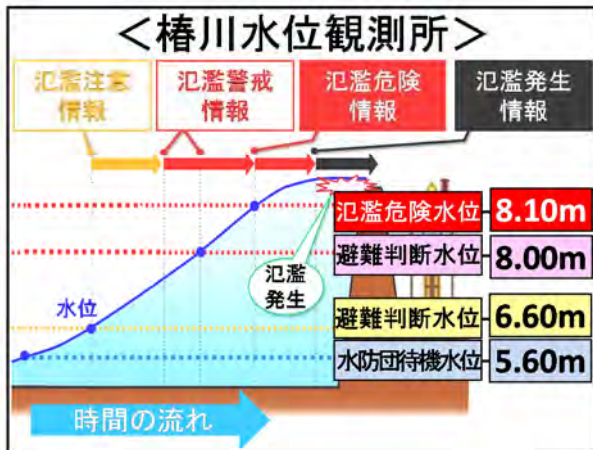 ＜椿川水位観測所＞
氾濫注意
情報
氾濫警戒
情報
氾濫危険
情報
氾濫発生
情報
氾濫危険水位
8.10m
避難判断水位
8.00m
氾濫
発生
水位
避難判断水位
6.60m
水防団待機水位
5.60m
時間の流れ